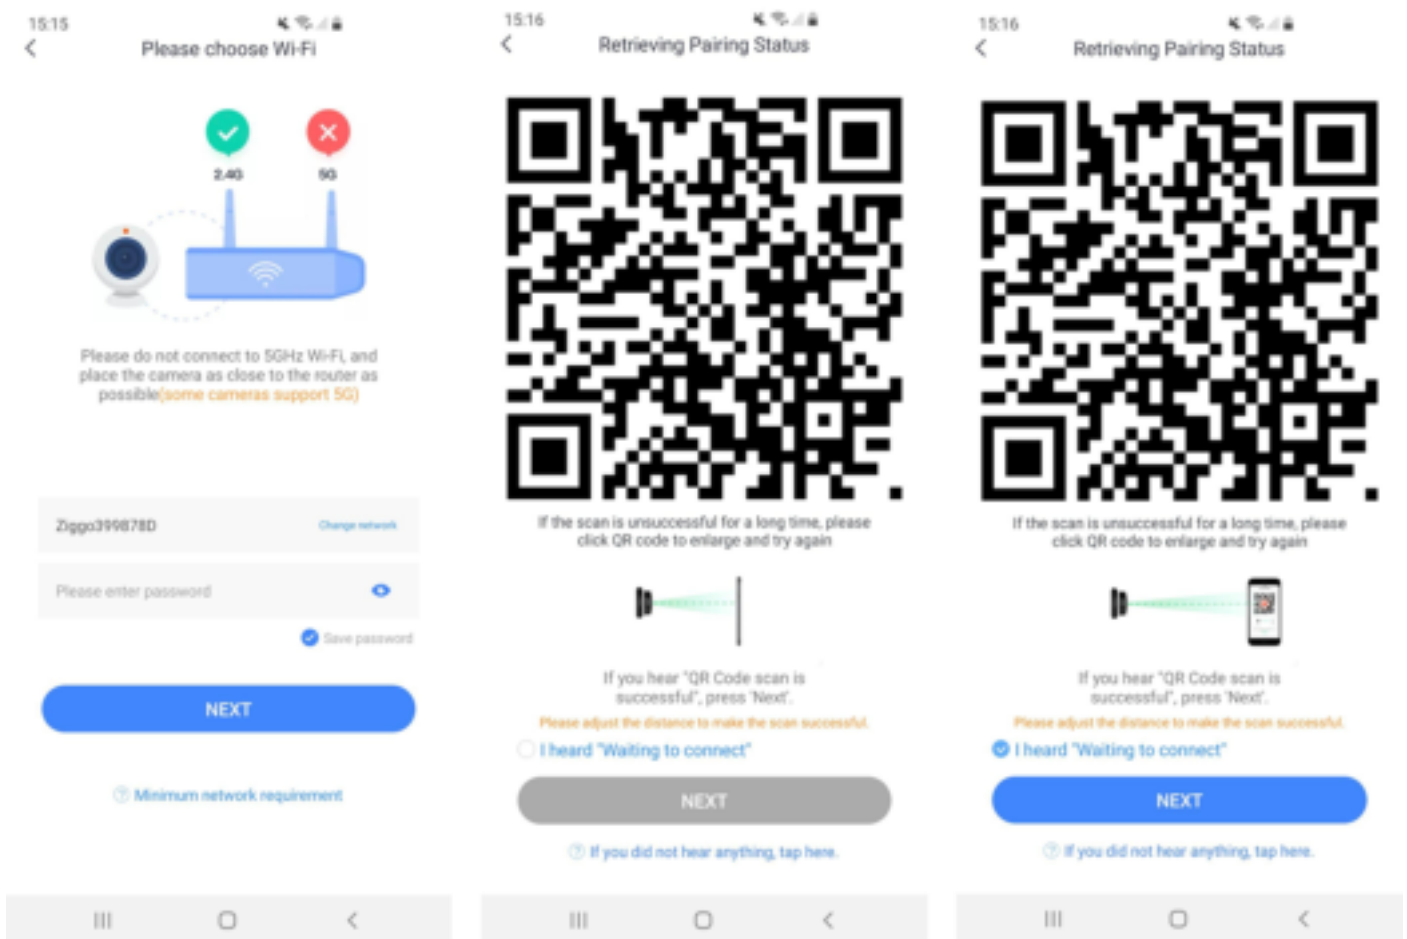 15:15
Please choose Wi-Fi
2.4G
5G
Please do not connect to 5GHz Wi-Fi, and
place the camera as close to the router as
possible(some cameras support 5G)
Ziggo399878D
Change network
Please enter password
Save password
NEXT
Minimum network requirement
15:16
Retrieving Pairing Status
If the scan is unsuccessful for a long time, please
click QR code to enlarge and try again
If you hear "QR Code scan is
successful", press 'Next'.
Please adjust the distance to make the scan successful.
I heard "Waiting to connect"
NEXT
If you did not hear anything, tap here.
15:16
Retrieving Pairing Status
If the scan is unsuccessful for a long time, please
click QR code to enlarge and try again
If you hear "QR Code scan is
successful", press 'Next'.
Please adjust the distance to make the scan successful.
I heard "Waiting to connect"
NEXT
If you did not hear anything, tap here.